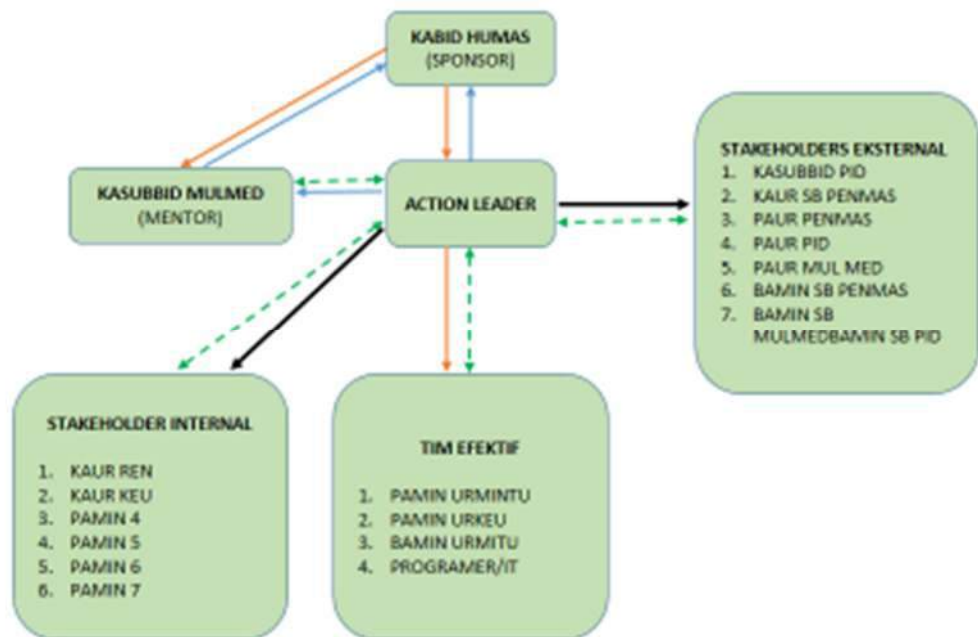 KABID HUMAS
(SPONSOR)
KASUBBID MULMED
(MENTOR)
ACTION LEADER
STAKEHOLDERS EKSTERNAL
1. KASUBBID PID
2. KAUR SB PENMAS
3. PAUR PENMAS
4. PAUR PID
5. PAUR MUL MED
6. BAMIN SB PENMAS
7. BAMIN SB
MULMEDBAMIN SB PID
STAKEHOLDER INTERNAL
1. KAUR REN
2. KAUR KEU
3. PAMIN 4
4. PAMIN 5
5. PAMIN 6
6. PAMIN 7
TIM EFEKTIF
1. PAMIN URMINTU
2. PAMIN URKEU
3. BAMIN URMITU
4. PROGRAMER/IT